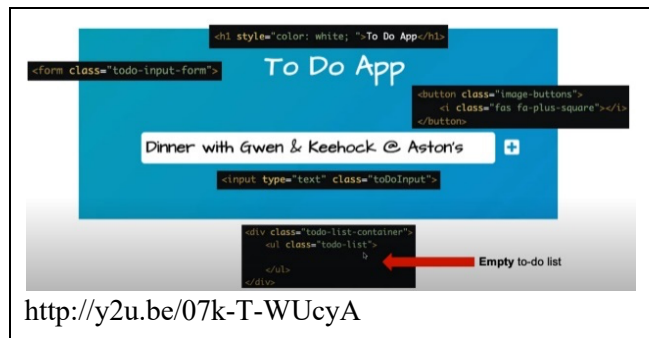 <h1 style="color: white; ">To Do App</h1>
<form class="todo-input-form">
To Do App
<button class="image-buttons">
<i class="fas fa-plus-square"></i>
</button>
Dinner with Gwen & Keehock @ Aston's
<input type="text" class="toDoInput">
<div class="todo-list-container">
<ul class="todo-list">
</ul>
</div>
Empty to-do list
http://y2u.be/07k-T-WUcyA